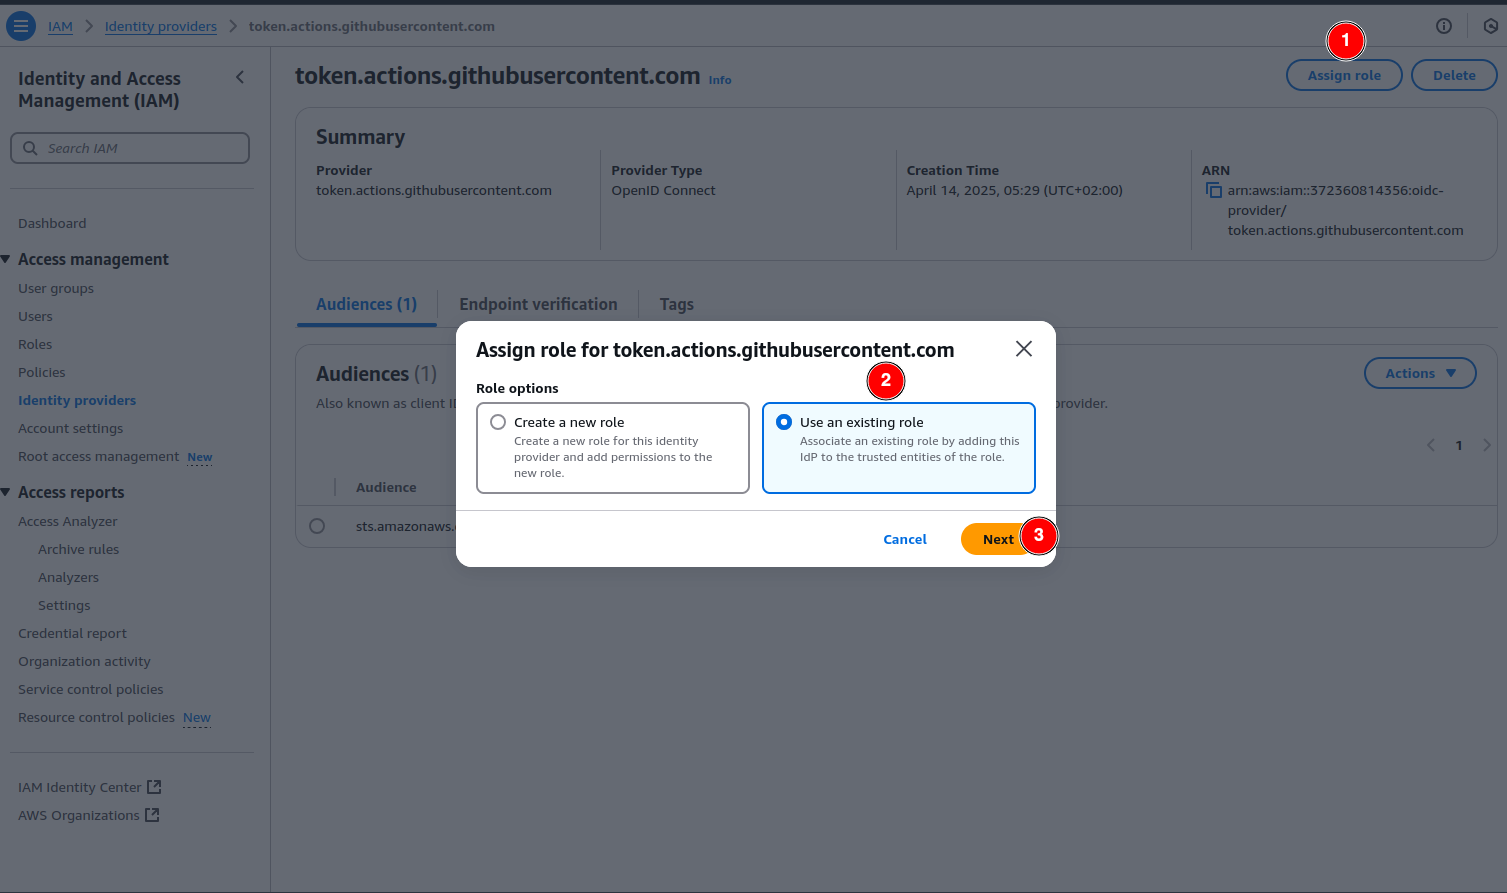 IAM > Identity providers > token.actions.githubusercontent.com
1
Identity and Access
Management (IAM)
Search IAM
Dashboard
Access management
User groups
Users
Roles
Policies
Identity providers
Account settings
Root access management New
Access reports
Access Analyzer
Archive rules
Analyzers
Settings
Credential report
Organization activity
Service control policies
Resource control policies New
IAM Identity Center
AWS Organizations
token.actions.githubusercontent.com Info
Assign role
Delete
Summary
Provider
token.actions.githubusercontent.com
Provider Type
OpenID Connect
Creation Time
April 14, 2025, 05:29 (UTC+02:00)
ARN
arn:aws:iam::372360814356:oidc-
provider/
token.actions.githubusercontent.com
Audiences (1)
Endpoint verification
Tags
Audiences (1)
Also known as client I
rovider.
Actions
1
Audience
sts.amazonaws.
Assign role for token.actions.githubusercontent.com
2
Role options
Create a new role
Create a new role for this identity
provider and add permissions to the
new role.
Use an existing role
Associate an existing role by adding this
IdP to the trusted entities of the role.
Cancel
Next
3